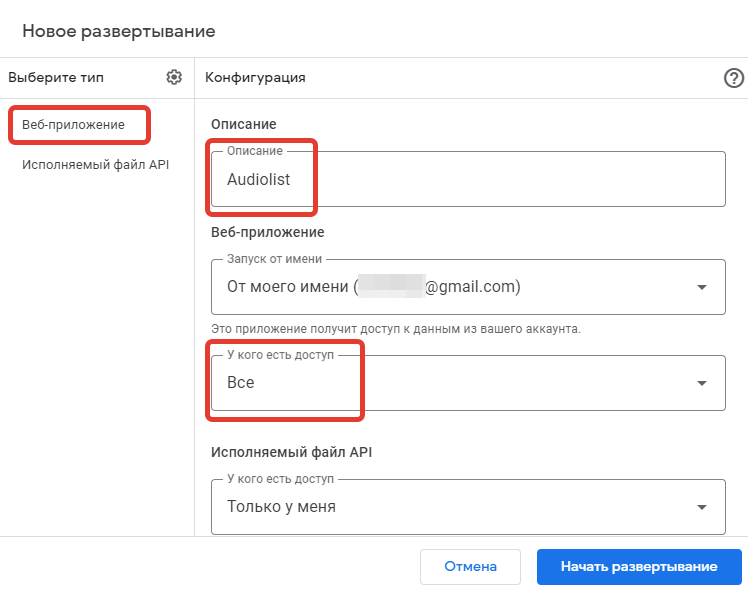 Новое развертывание
Выберите тип
Конфигурация
Веб-приложение
Исполняемый файл API
Описание
Описание
Audiolist
Веб-приложение
Запуск от имени
От моего имени (@gmail.com)
Это приложение получит доступ к данным из вашего аккаунта.
У кого есть доступ
Все
Исполняемый файл API
У кого есть доступ
Только у меня
Отмена
Начать развертывание